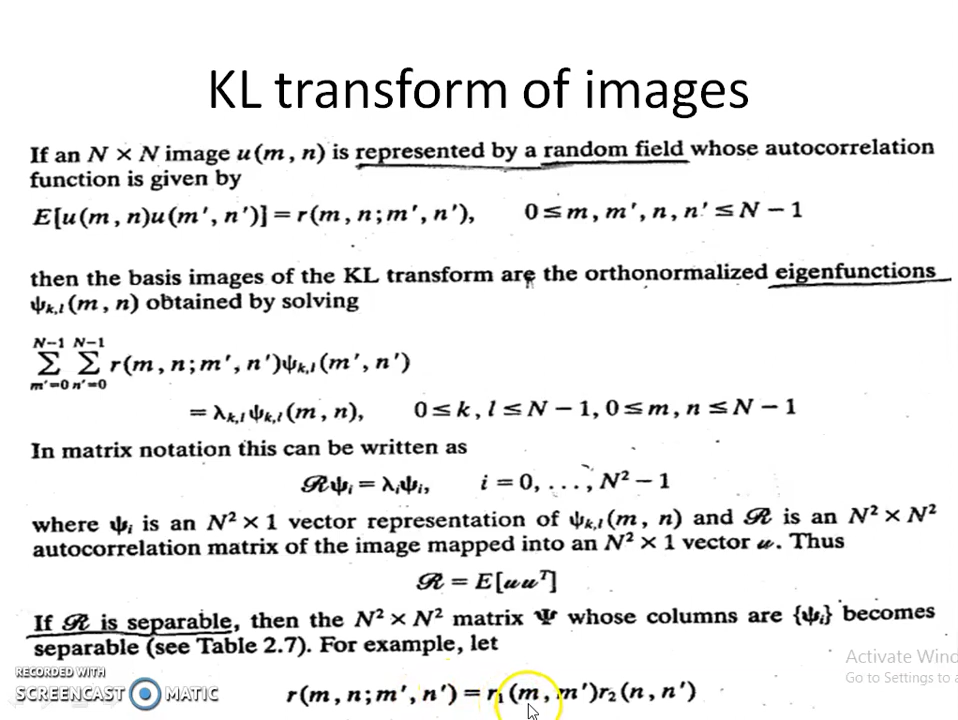 KL transform of images
If an N × N image u(m, n) is represented by a random field whose autocorrelation
function is given by
E[u(m, n)u(m′, n′)] = r(m, n; m′, n′), 0 ≤ m, m′, n, n′ ≤ N − 1
then the basis images of the KL transform are the orthonormalized eigenfunctions
ψk,l(m, n) obtained by solving
N−1 N−1
Σ Σ r(m, n; m′, n′)ψk,l(m′, n′)
m′=0 n′=0
= λk,lψk,l(m, n), 0 ≤ k, l ≤ N − 1, 0 ≤ m, n ≤ N − 1
In matrix notation this can be written as
ℛψi = λiψi, i = 0, . . . , N² − 1
where ψi is an N² × 1 vector representation of ψk,l(m, n) and ℛ is an N² × N²
autocorrelation matrix of the image mapped into an N² × 1 vector 𝓊. Thus
ℛ = E[𝓊𝓊ᵀ]
If ℛ is separable, then the N² × N² matrix Ψ whose columns are {ψi} becomes
separable (see Table 2.7). For example, let
r(m, n; m′, n′) = r₁(m, m′)r₂(n, n′)
Activate Wind
Go to Settings to a
RECORDED WITH
SCREENCAST MATIC